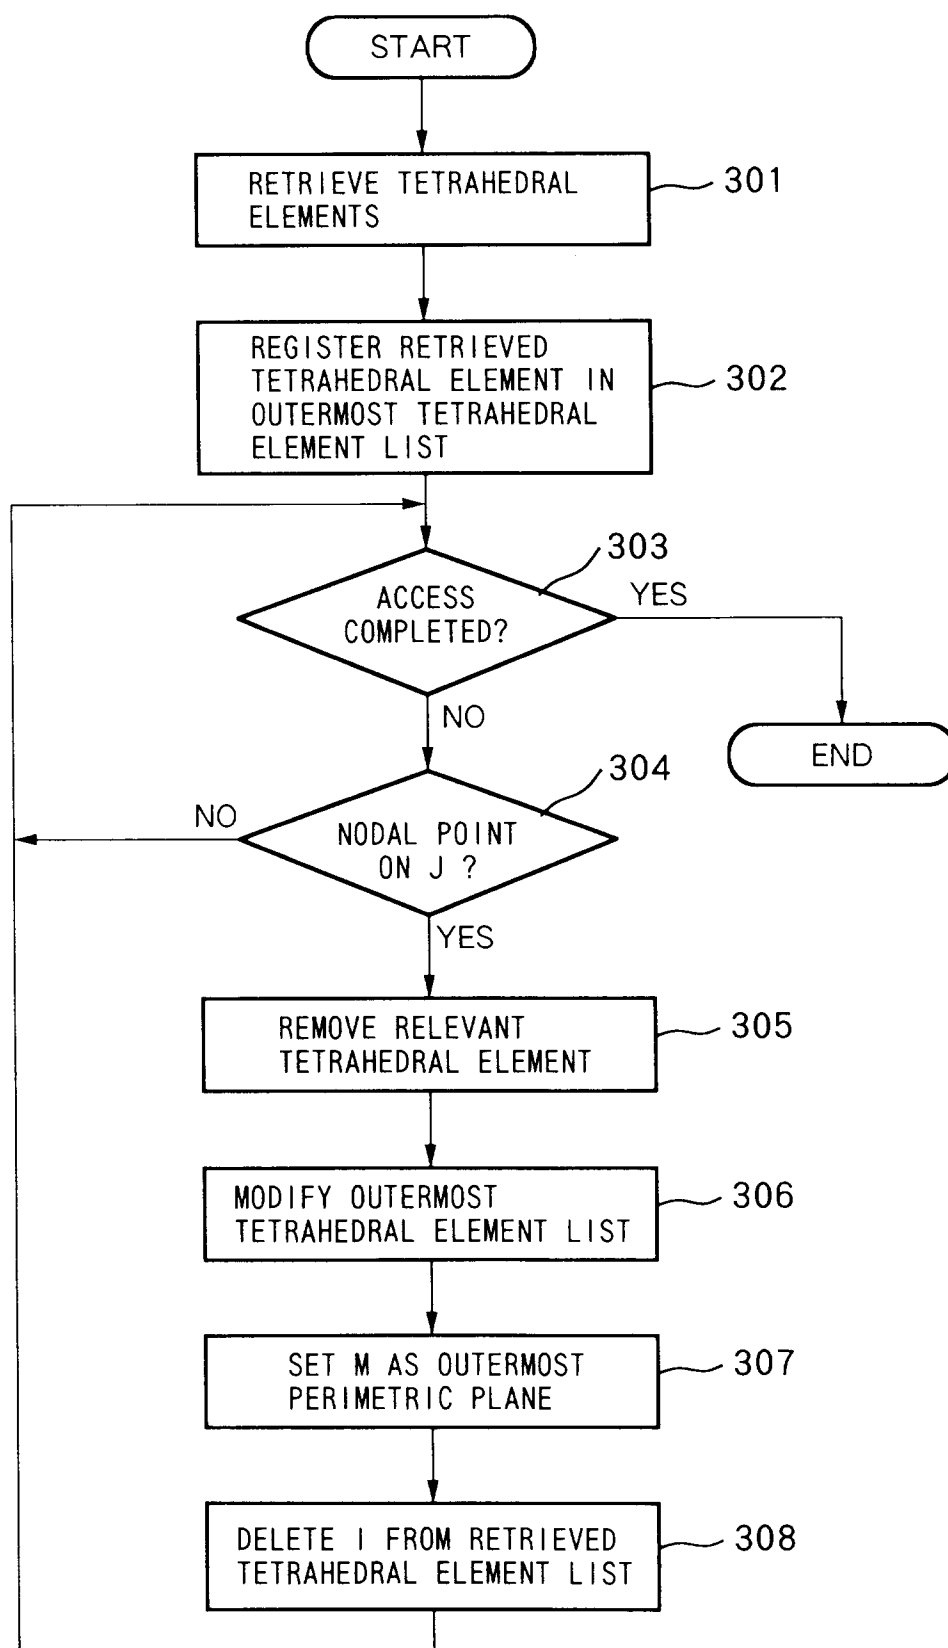 START
RETRIEVE TETRAHEDRAL
ELEMENTS
301
REGISTER RETRIEVED
TETRAHEDRAL ELEMENT IN
OUTERMOST TETRAHEDRAL
ELEMENT LIST
302
303
ACCESS
COMPLETED?
YES
NO
END
304
NO
NODAL POINT
ON J ?
YES
REMOVE RELEVANT
TETRAHEDRAL ELEMENT
305
MODIFY OUTERMOST
TETRAHEDRAL ELEMENT LIST
306
SET M AS OUTERMOST
PERIMETRIC PLANE
307
DELETE I FROM RETRIEVED
TETRAHEDRAL ELEMENT LIST
308